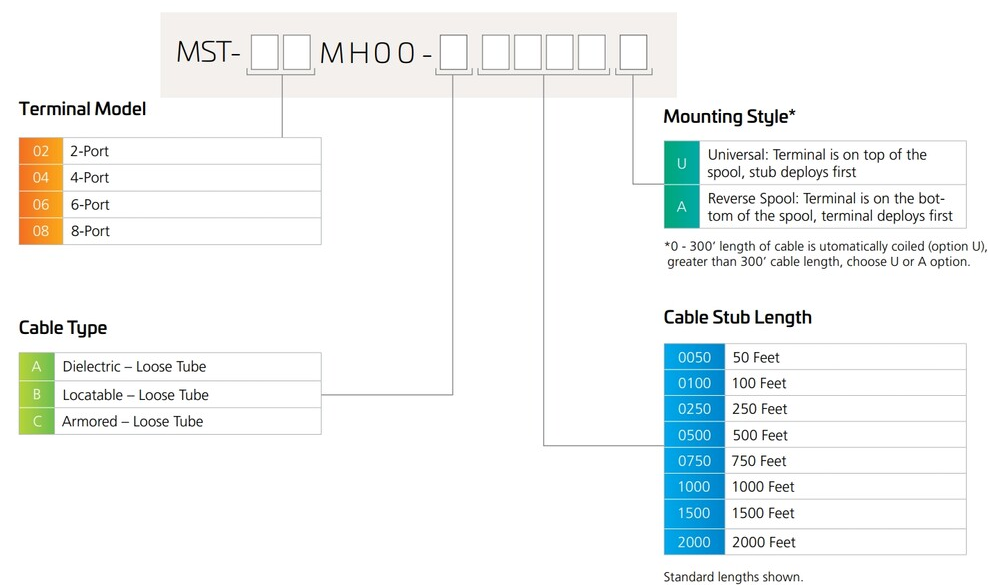 MST- MH00 -
Terminal Model
02 2-Port
04 4-Port
06 6-Port
08 8-Port
Cable Type
A Dielectric – Loose Tube
B Locatable – Loose Tube
C Armored – Loose Tube
Mounting Style*
U Universal: Terminal is on top of the
spool, stub deploys first
A Reverse Spool: Terminal is on the bot-
tom of the spool, terminal deploys first
*0 - 300’ length of cable is utomatically coiled (option U),
greater than 300’ cable length, choose U or A option.
Cable Stub Length
0050 50 Feet
0100 100 Feet
0250 250 Feet
0500 500 Feet
0750 750 Feet
1000 1000 Feet
1500 1500 Feet
2000 2000 Feet
Standard lengths shown.